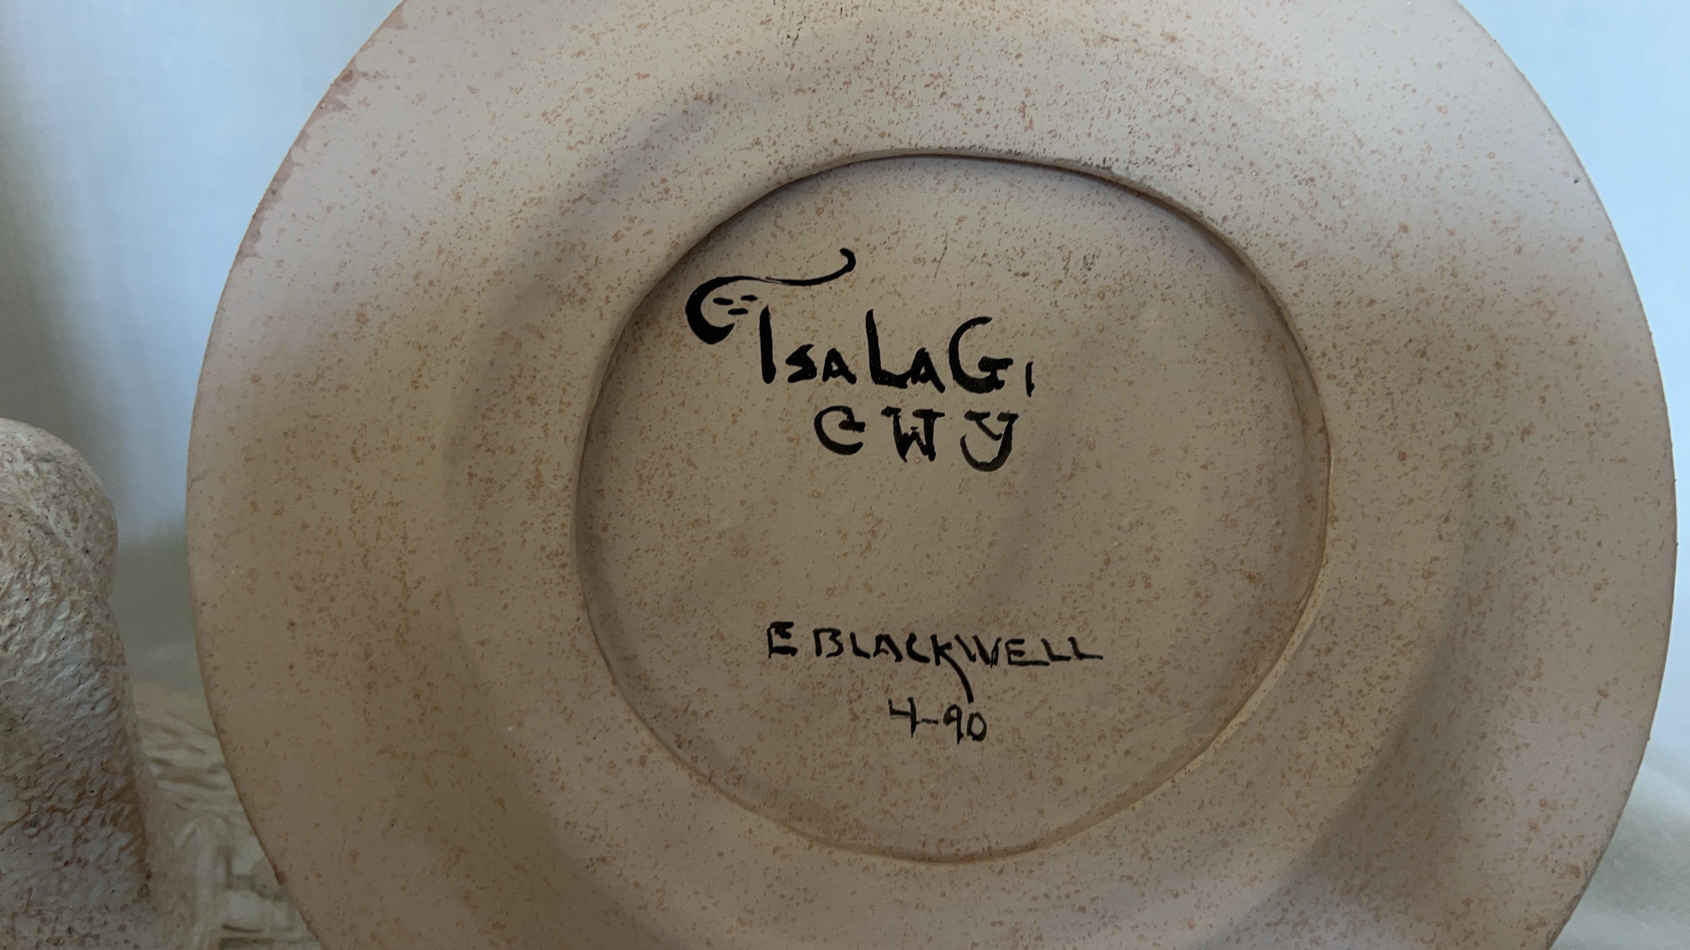 TSALAGI
ᏣᎳᎩ
E BLACKWELL
4-90